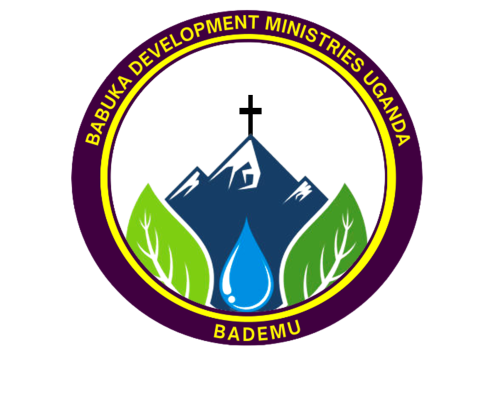 BABUKA DEVELOPMENT MINISTRIES UGANDA
BADEMU